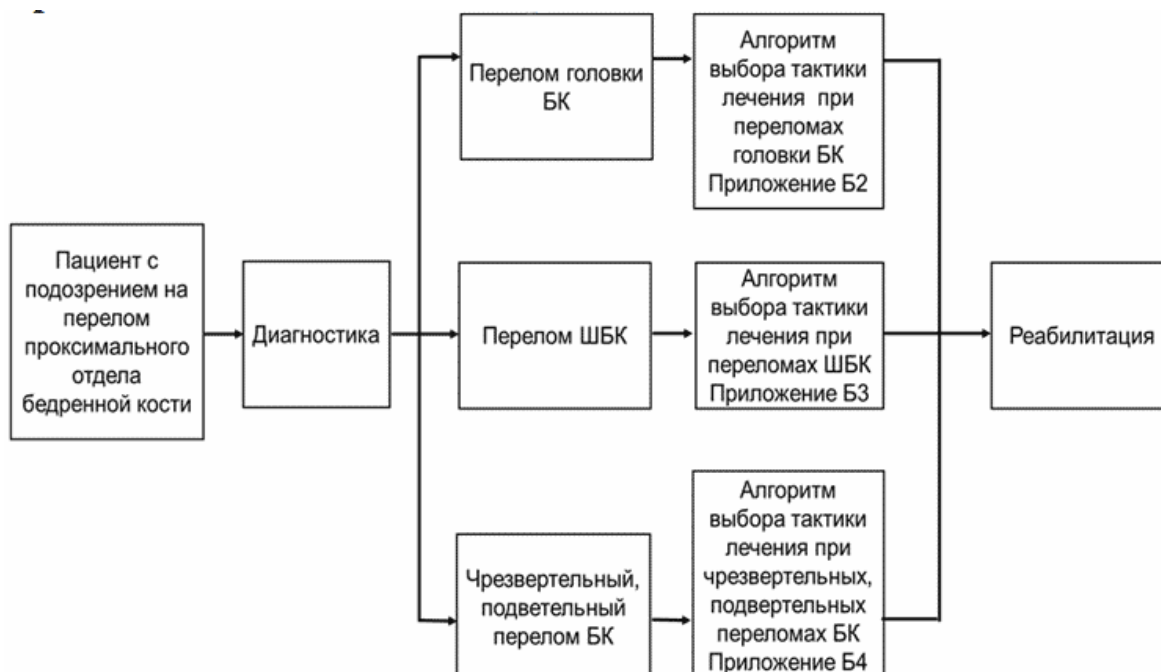 Пациент с
подозрением на
перелом
проксимального
отдела
бедренной кости
Диагностика
Перелом головки
БК
Алгоритм
выбора тактики
лечения при
переломах
головки БК
Приложение Б2
Перелом ШБК
Алгоритм
выбора тактики
лечения при
переломах ШБК
Приложение Б3
Чрезвертельный,
подветельный
перелом БК
Алгоритм
выбора тактики
лечения при
чрезвертельных,
подвертельных
переломах БК
Приложение Б4
Реабилитация